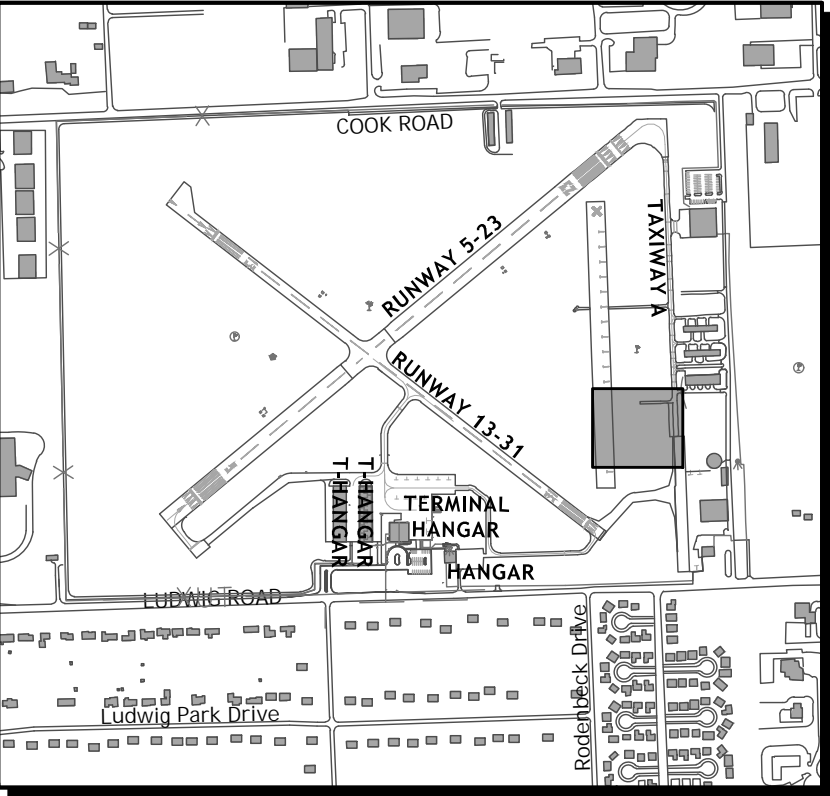 COOK ROAD
RUNWAY 5-23
TAXIWAY A
RUNWAY 13-31
T-HANGAR
T-HANGAR
TERMINAL
HANGAR
HANGAR
LUDWIG ROAD
Rodenbeck Drive
Ludwig Park Drive